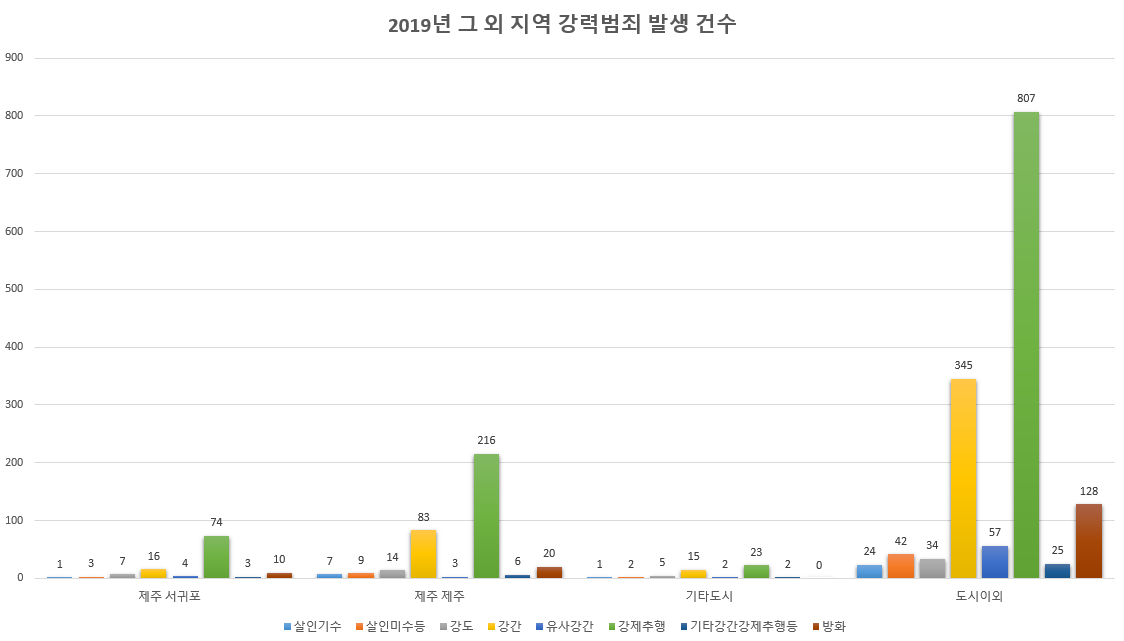 2019년 그 외 지역 강력범죄 발생 건수
900
800
700
600
500
400
300
200
100
0
1 3 7 16 4 74 3 10
7 9 14 83 3 216 6 20
1 2 5 15 2 23 2 0
24 42 34 345 57 807 25 128
제주 서귀포 제주 제주 기타도시 도시이외
살인기수 살인미수등 강도 강간 유사강간 강제추행 기타강간강제추행등 방화